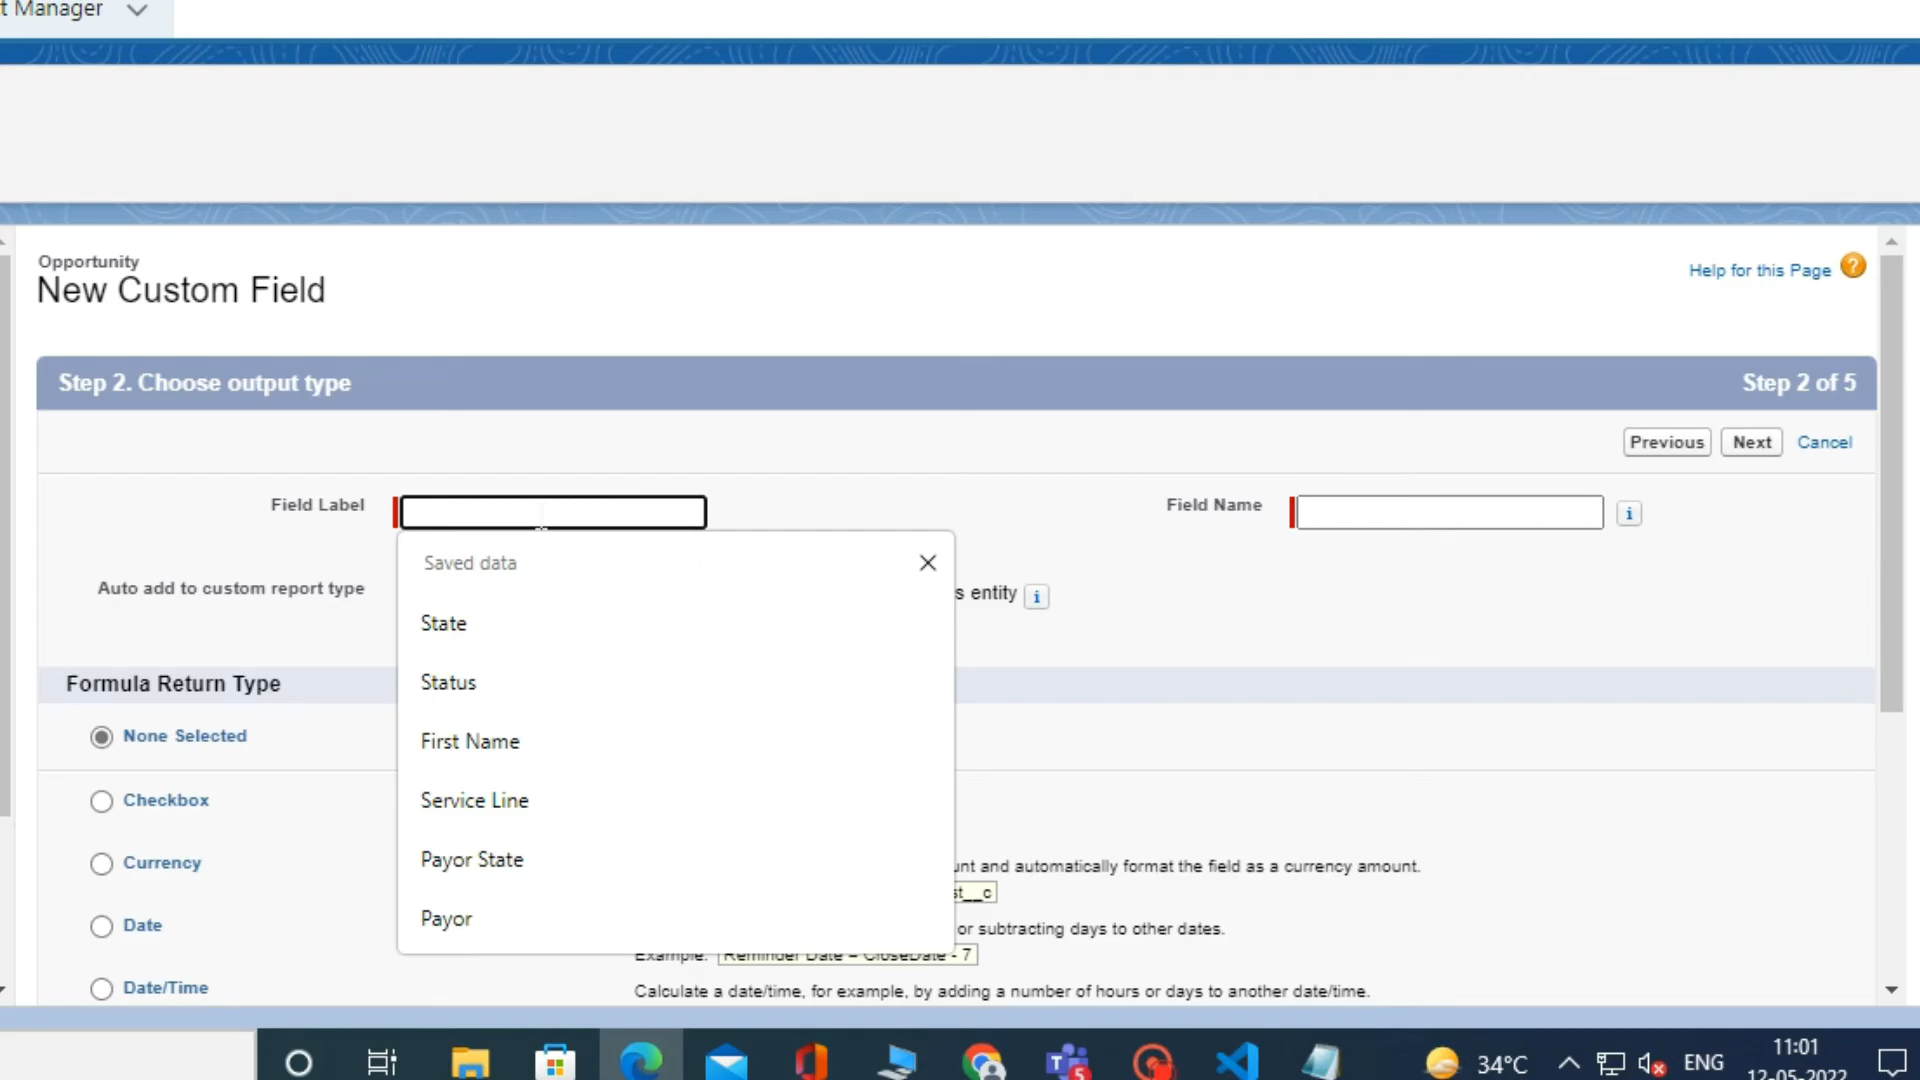 t Manager
Opportunity
New Custom Field
Help for this Page
Step 2. Choose output type
Step 2 of 5
Previous
Next
Cancel
Field Label
Field Name
i
Saved data
Auto add to custom report type
s entity
i
State
Status
Formula Return Type
None Selected
First Name
Checkbox
Service Line
Currency
Payor State
unt and automatically format the field as a currency amount.
st__c
Date
Payor
or subtracting days to other dates.
Example: Reminder Date = CloseDate - 7
Date/Time
Calculate a date/time, for example, by adding a number of hours or days to another date/time.
5
34°C
ENG
11:01
12-05-2022